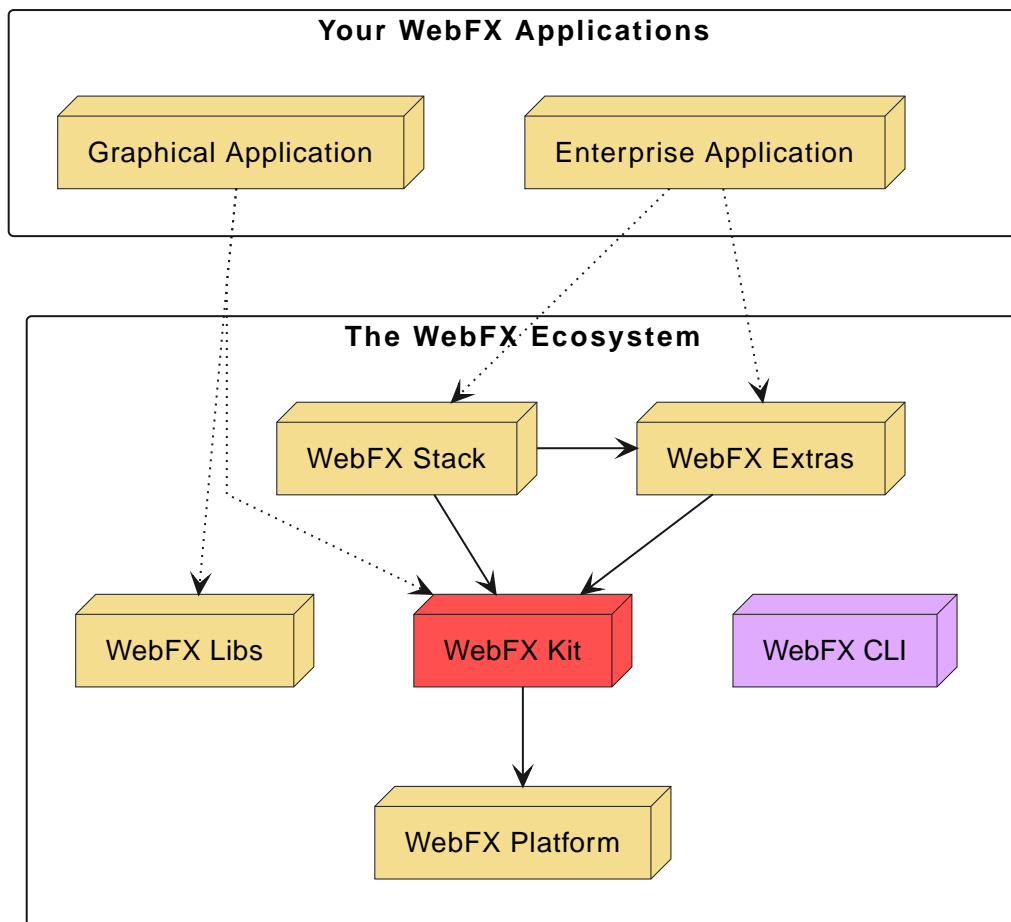 Your WebFX Applications
Graphical Application
Enterprise Application
The WebFX Ecosystem
WebFX Stack
WebFX Extras
WebFX Libs
WebFX Kit
WebFX CLI
WebFX Platform